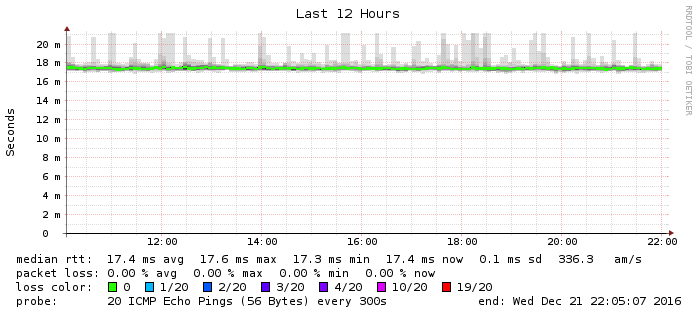 Last 12 Hours
RRDTOOL / TOBI OETIKER
Seconds
20 m
18 m
16 m
14 m
12 m
10 m
8 m
6 m
4 m
2 m
0
12:00 14:00 16:00 18:00 20:00 22:00
median rtt: 17.4 ms avg 17.6 ms max 17.3 ms min 17.4 ms now 0.1 ms sd 336.3 am/s
packet loss: 0.00 % avg 0.00 % max 0.00 % min 0.00 % now
loss color: 0 1/20 2/20 3/20 4/20 10/20 19/20
probe: 20 ICMP Echo Pings (56 Bytes) every 300s end: Wed Dec 21 22:05:07 2016